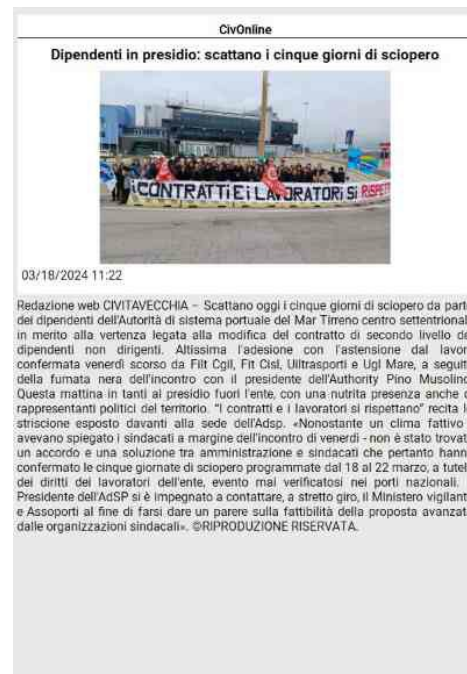 CivOnline
Dipendenti in presidio: scattano i cinque giorni di sciopero
i CONTRATTI E i LAVORATORI Si RISPET
03/18/2024 11:22
Redazione web CIVITAVECCHIA – Scattano oggi i cinque giorni di sciopero da part
dei dipendenti dell'Autorità di sistema portuale del Mar Tirreno centro settentrional
in merito alla vertenza legata alla modifica del contratto di secondo livello de
dipendenti non dirigenti. Altissima l'adesione con l'astensione dal lavor
confermata venerdì scorso da Filt Cgil, Fit Cisl, Uiltrasporti e Ugl Mare, a seguit
della fumata nera dell'incontro con il presidente dell'Authority Pino Musolino
Questa mattina in tanti al presidio fuori l'ente, con una nutrita presenza anche d
rappresentanti politici del territorio. "I contratti e i lavoratori si rispettano" recita l
striscione esposto davanti alla sede dell'Adsp. «Nonostante un clima fattivo
avevano spiegato i sindacati a margine dell'incontro di venerdì - non è stato trovat
un accordo e una soluzione tra amministrazione e sindacati che pertanto hann
confermato le cinque giornate di sciopero programmate dal 18 al 22 marzo, a tutel
dei diritti dei lavoratori dell'ente, evento mai verificatosi nei porti nazionali.
Presidente dell'AdSP si è impegnato a contattare, a stretto giro, il Ministero vigilant
e Assoporti al fine di farsi dare un parere sulla fattibilità della proposta avanzat
dalle organizzazioni sindacali». ©RIPRODUZIONE RISERVATA.